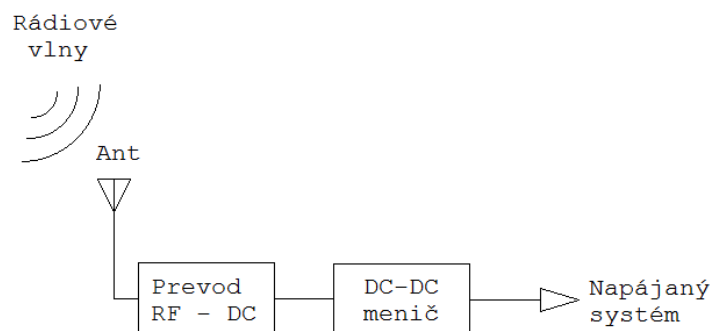 Rádiové
vlny
Ant
Prevod
RF - DC
DC-DC
menič
Napájaný
systém